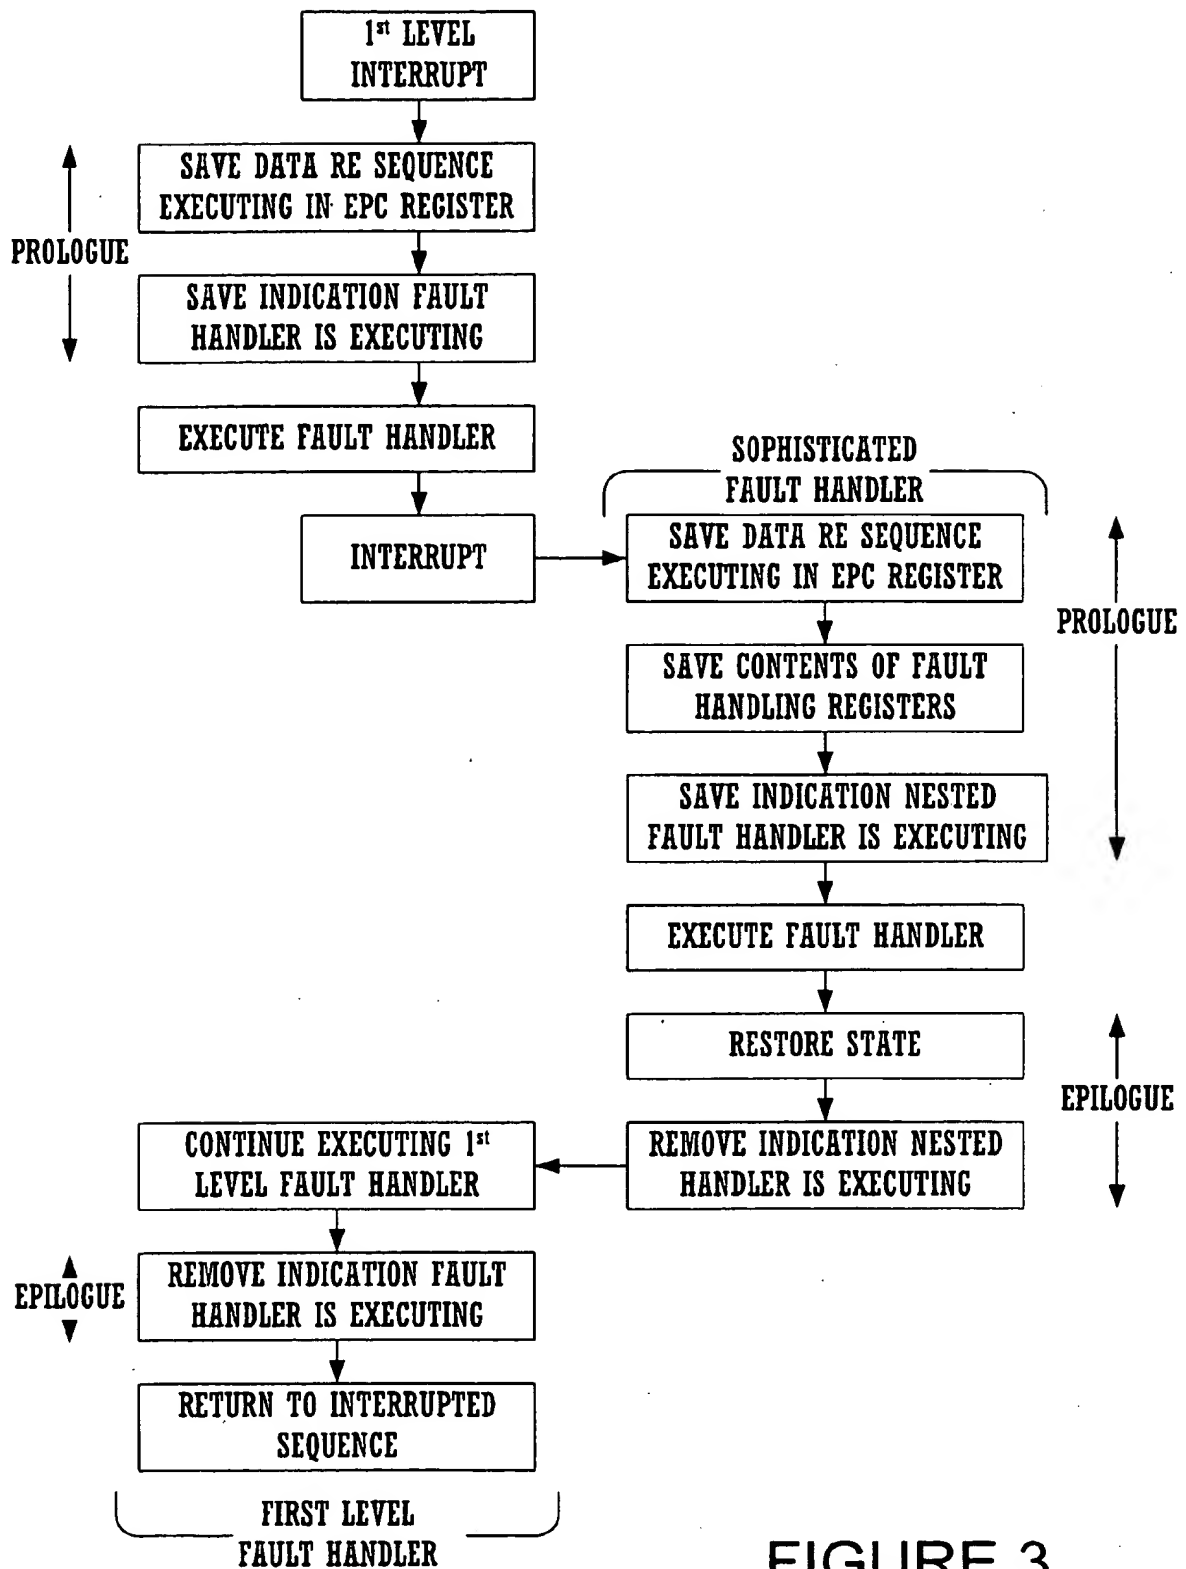 1st LEVEL
INTERRUPT
SAVE DATA RE SEQUENCE
EXECUTING IN EPC REGISTER
PROLOGUE
SAVE INDICATION FAULT
HANDLER IS EXECUTING
EXECUTE FAULT HANDLER
INTERRUPT
SOPHISTICATED
FAULT HANDLER
SAVE DATA RE SEQUENCE
EXECUTING IN EPC REGISTER
PROLOGUE
SAVE CONTENTS OF FAULT
HANDLING REGISTERS
SAVE INDICATION NESTED
FAULT HANDLER IS EXECUTING
EXECUTE FAULT HANDLER
RESTORE STATE
EPILOGUE
REMOVE INDICATION NESTED
HANDLER IS EXECUTING
CONTINUE EXECUTING 1st
LEVEL FAULT HANDLER
REMOVE INDICATION FAULT
HANDLER IS EXECUTING
EPILOGUE
RETURN TO INTERRUPTED
SEQUENCE
FIRST LEVEL
FAULT HANDLER
FIGURE 3